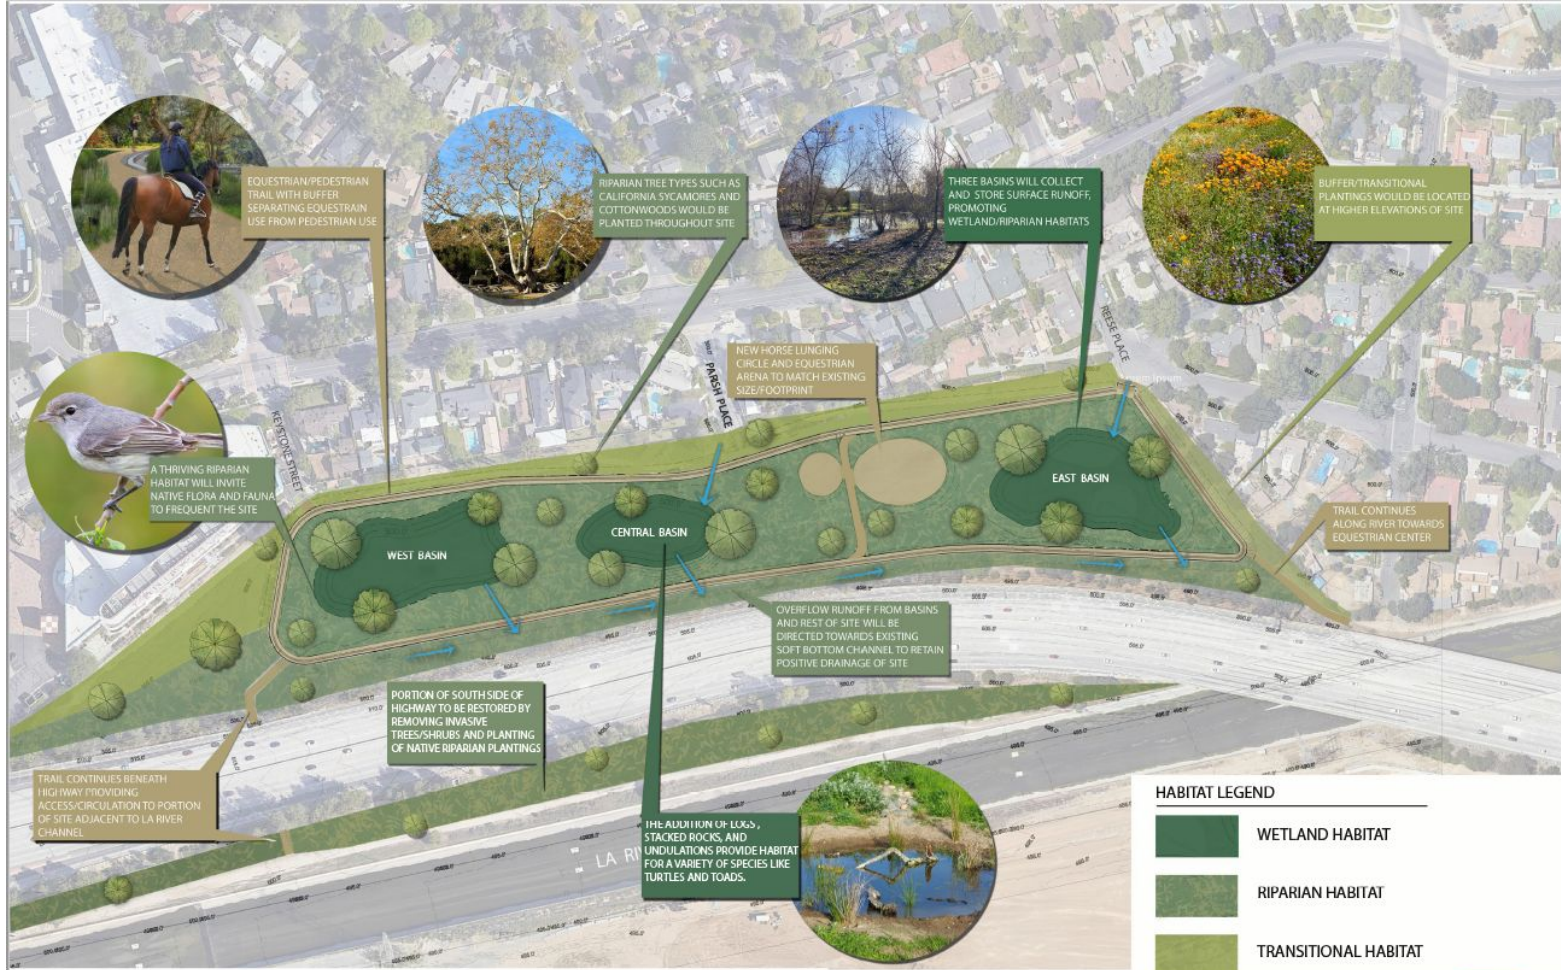 EQUESTRIAN/PEDESTRIAN
TRAIL WITH BUFFER
SEPARATING EQUESTRAIN
USE FROM PEDESTRIAN USE
RIPARIAN TREE TYPES SUCH AS
CALIFORNIA SYCAMORES AND
COTTONWOODS WOULD BE
PLANTED THROUGHOUT SITE
THREE BASINS WILL COLLECT
AND STORE SURFACE RUNOFF,
PROMOTING
WETLAND/RIPARIAN HABITATS
BUFFER/TRANSITIONAL
PLANTINGS WOULD BE LOCATED
AT HIGHER ELEVATIONS OF SITE
REESE PLACE
PARISH PLACE
KEYSTONE STREET
NEW HORSE LUNGING
CIRCLE AND EQUESTRIAN
ARENA TO MATCH EXISTING
SIZE/FOOTPRINT
A THRIVING RIPARIAN
HABITAT WILL INVITE
NATIVE FLORA AND FAUNA
TO FREQUENT THE SITE
WEST BASIN
CENTRAL BASIN
EAST BASIN
TRAIL CONTINUES
ALONG RIVER TOWARDS
EQUESTRIAN CENTER
OVERFLOW RUNOFF FROM BASINS
AND REST OF SITE WILL BE
DIRECTED TOWARDS EXISTING
SOFT BOTTOM CHANNEL TO RETAIN
POSITIVE DRAINAGE OF SITE
PORTION OF SOUTH SIDE OF
HIGHWAY TO BE RESTORED BY
REMOVING INVASIVE
TREES/SHRUBS AND PLANTING
OF NATIVE RIPARIAN PLANTINGS
TRAIL CONTINUES BENEATH
HIGHWAY PROVIDING
ACCESS/CIRCULATION TO PORTION
OF SITE ADJACENT TO LA RIVER
CHANNEL
THE ADDITION OF LOGS,
STACKED ROCKS, AND
UNDULATIONS PROVIDE HABITAT
FOR A VARIETY OF SPECIES LIKE
TURTLES AND TOADS.
LA
HABITAT LEGEND
WETLAND HABITAT
RIPARIAN HABITAT
TRANSITIONAL HABITAT